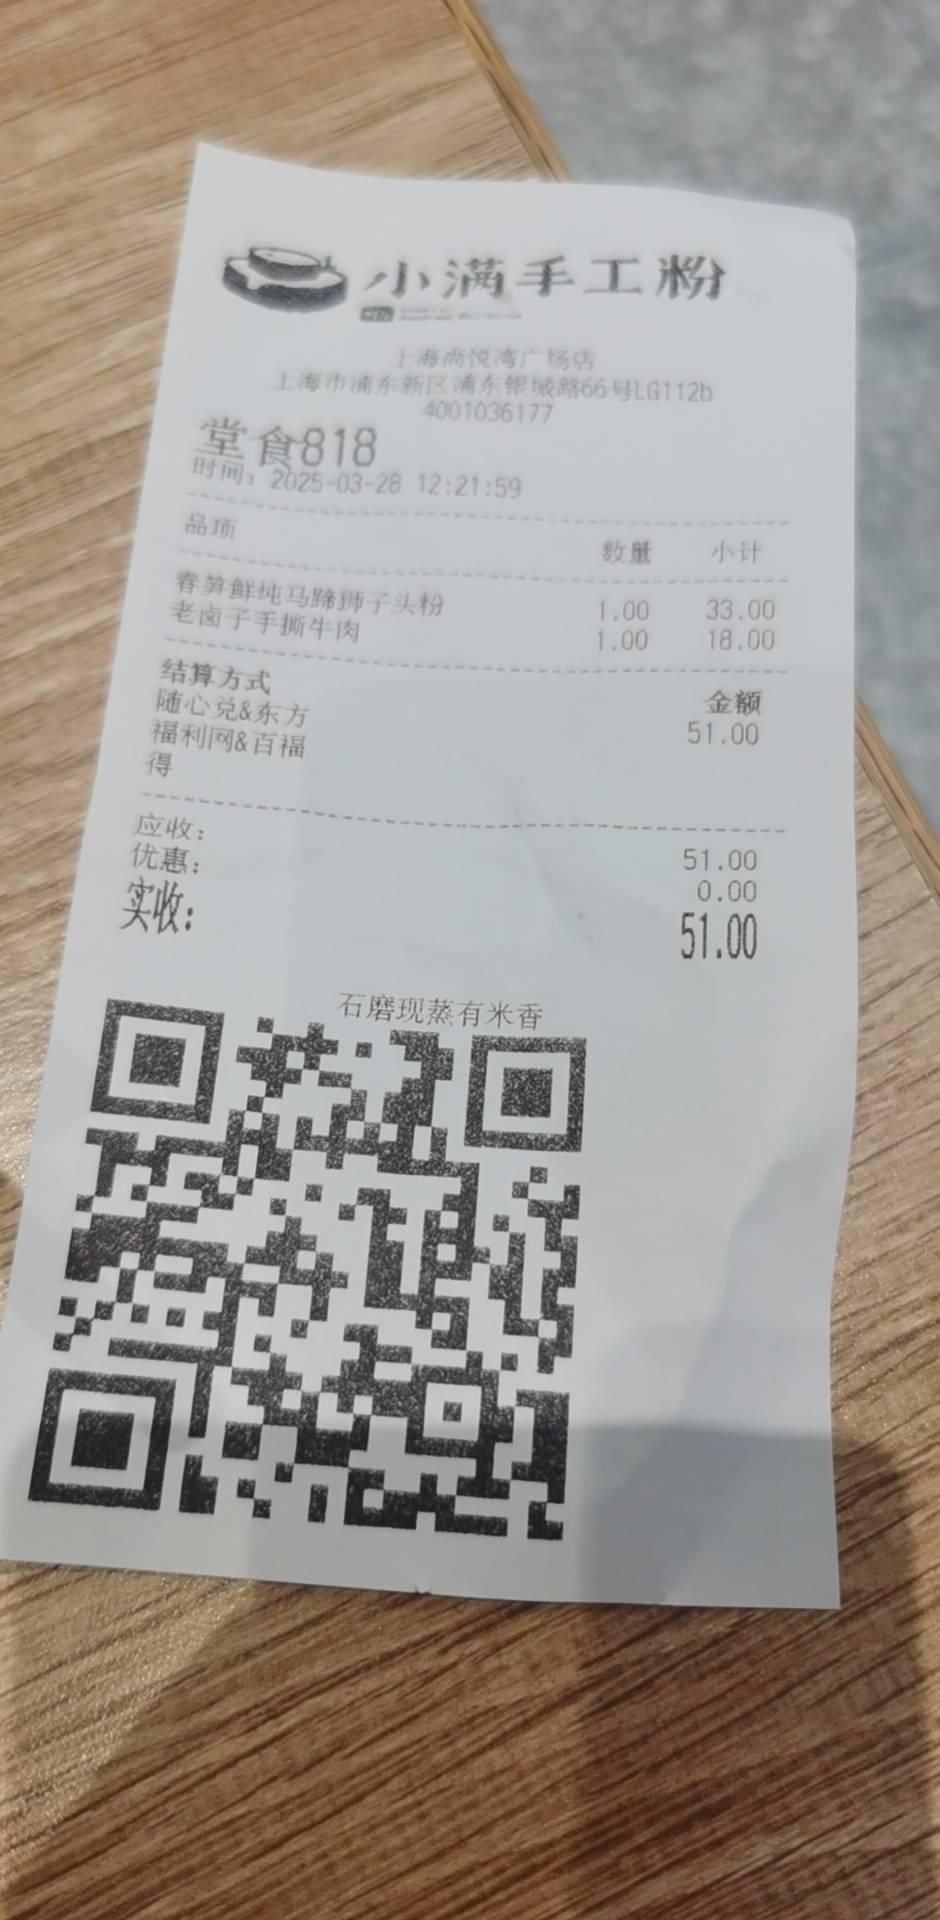 小满手工粉
上海尚悦湾广场店
上海市浦东新区浦东银城路66号LG112b
4001036177
堂食818
时间：2025-03-28 12:21:59
品项 数量 小计
春笋鲜炖马蹄狮子头粉 1.00 33.00
老卤子手撕牛肉 1.00 18.00
结算方式 金额
随心兑&东方 51.00
福利网&百福
得
应收： 51.00
优惠： 0.00
实收： 51.00
石磨现蒸有米香